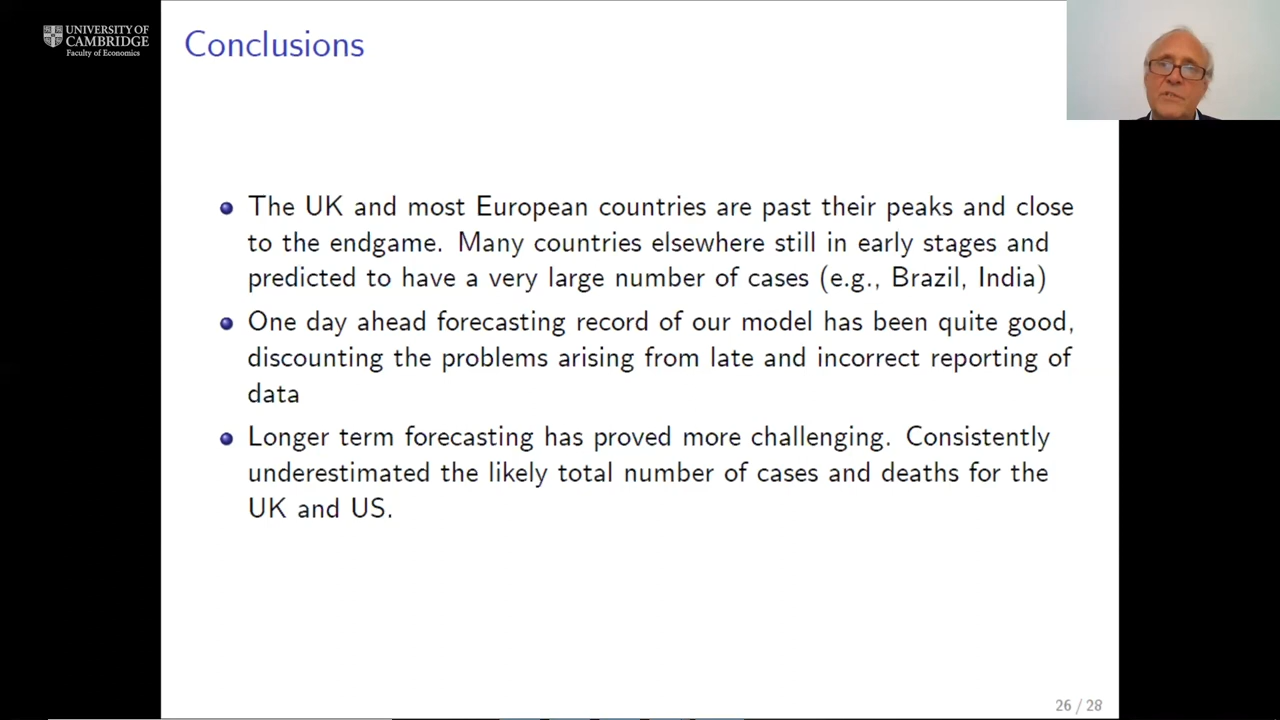 UNIVERSITY OF
CAMBRIDGE
Faculty of Economics
Conclusions
The UK and most European countries are past their peaks and close
to the endgame. Many countries elsewhere still in early stages and
predicted to have a very large number of cases (e.g., Brazil, India)
One day ahead forecasting record of our model has been quite good,
discounting the problems arising from late and incorrect reporting of
data
Longer term forecasting has proved more challenging. Consistently
underestimated the likely total number of cases and deaths for the
UK and US.
26 / 28